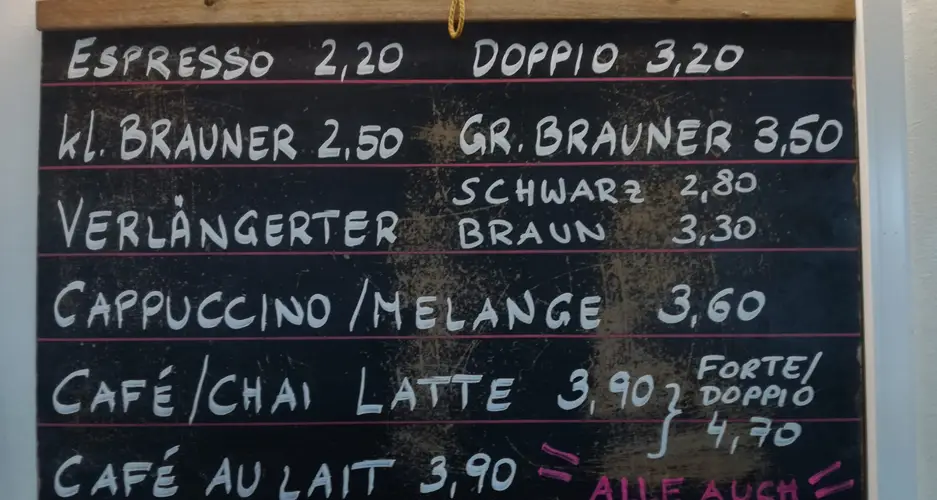 ESPRESSO 2,20 DOPPIO 3,20
kl. BRAUNER 2,50 GR. BRAUNER 3,50
VERLÄNGERTER SCHWARZ 2,80
BRAUN 3,30
CAPPUCCINO/MELANGE 3,60
CAFÉ/CHAI LATTE 3,90 } FORTE/
DOPPIO
4,70
CAFÉ AU LAIT 3,90
ALLE AUCH